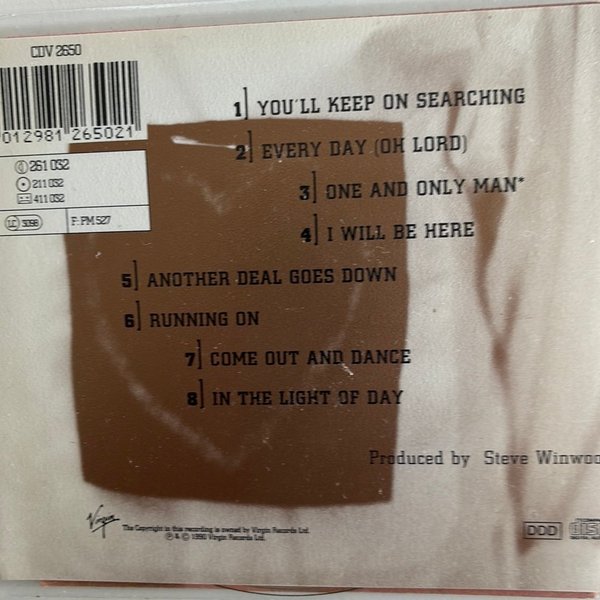 CDV 2650
012981 265021
261 032
211 032
411 032
LC 3098
F: PM 527
1] YOU'LL KEEP ON SEARCHING
2] EVERY DAY (OH LORD)
3] ONE AND ONLY MAN*
4] I WILL BE HERE
5] ANOTHER DEAL GOES DOWN
6] RUNNING ON
7] COME OUT AND DANCE
8] IN THE LIGHT OF DAY
Produced by Steve Winwoo
Virgin
The Copyright in this recording is owned by Virgin Records Ltd.
℗ & © 1990 Virgin Records Ltd.
DDD